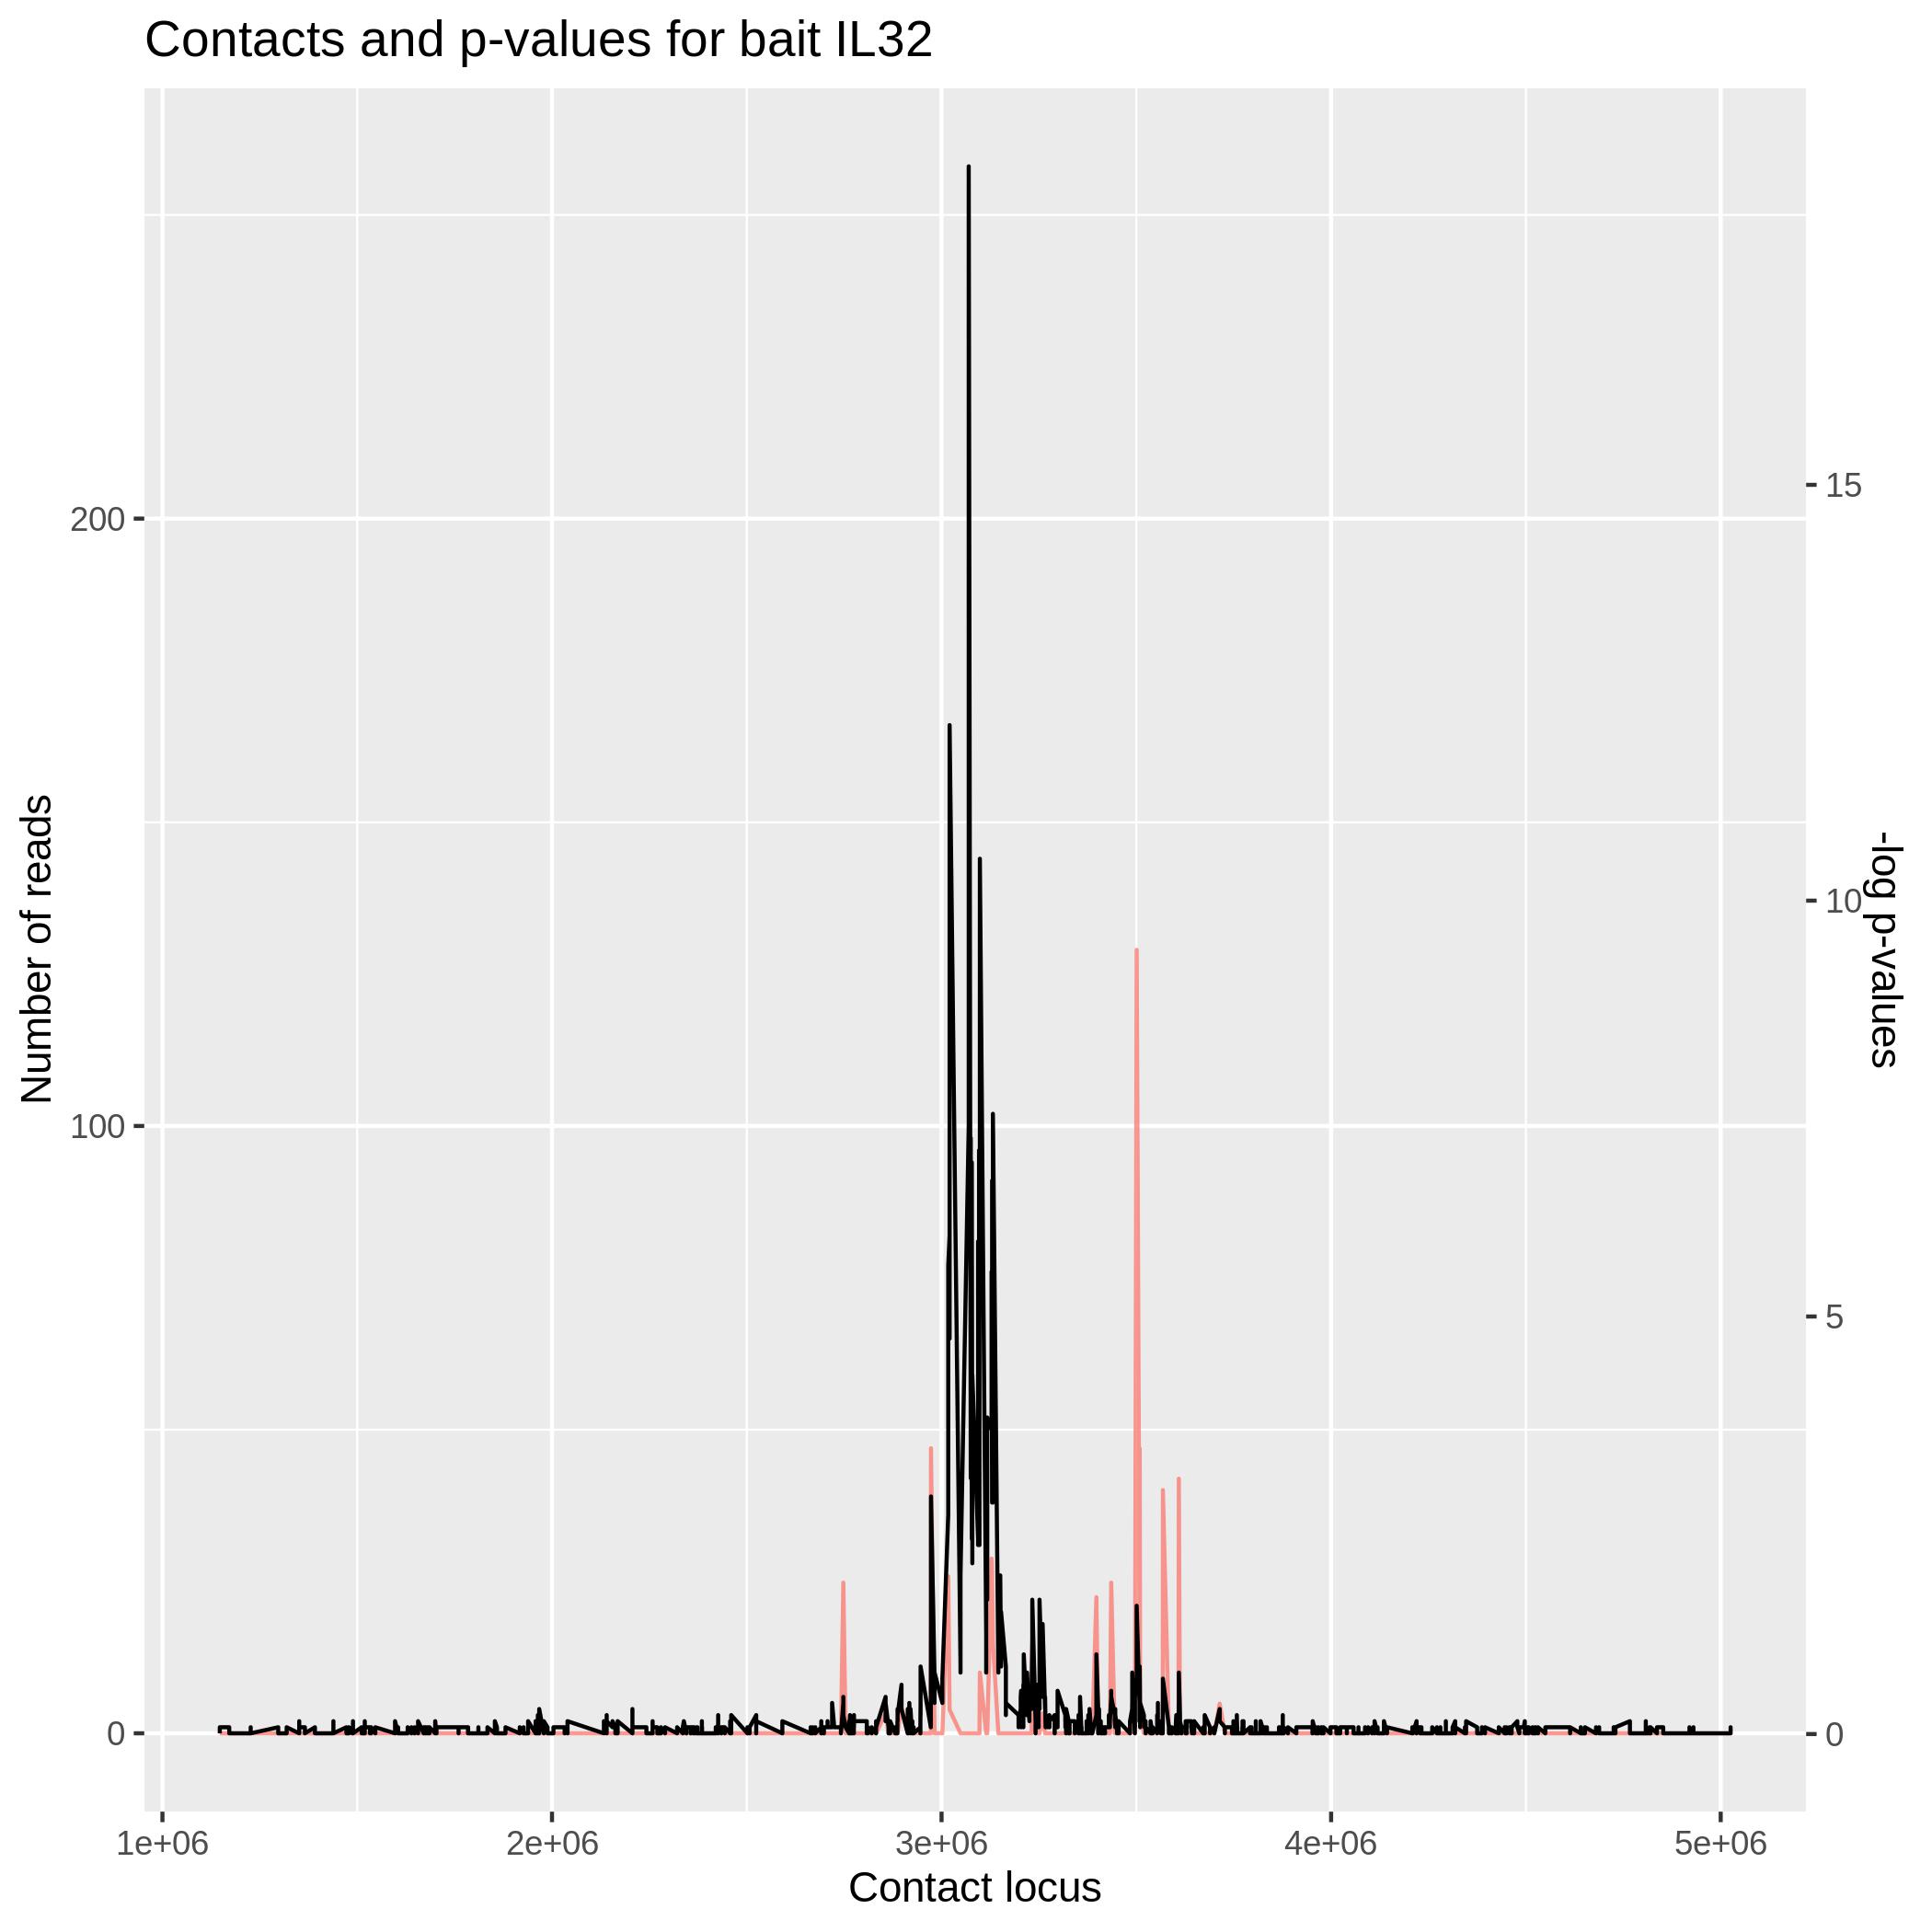 Contacts and p-values for bait IL32
Number of reads
200
100
0
15
10
5
0
-log p-values
1e+06
2e+06
3e+06
4e+06
5e+06
Contact locus